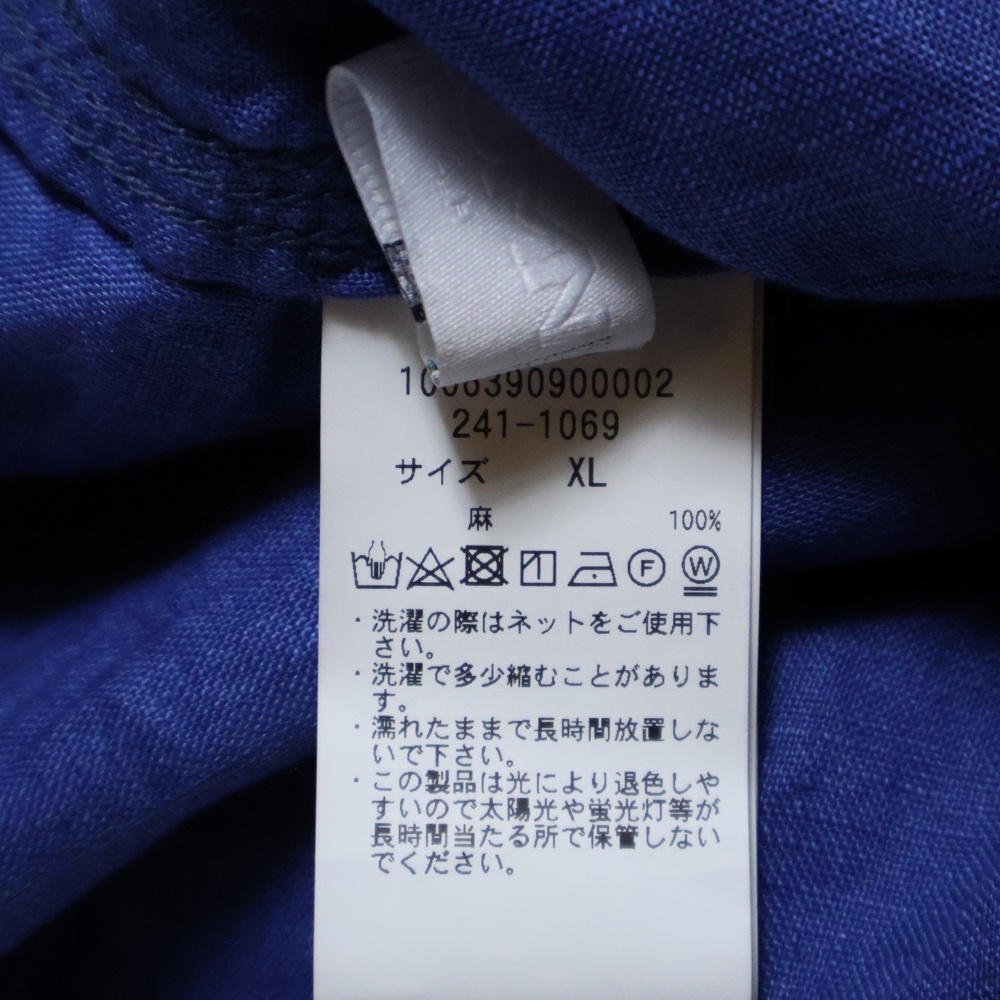 1006390900002
241-1069
サイズ XL
麻 100%
F W
・洗濯の際はネットをご使用下
さい。
・洗濯で多少縮むことがありま
す。
・濡れたままで長時間放置しな
いで下さい。
・この製品は光により退色しや
すいので太陽光や蛍光灯等が
長時間当たる所で保管しない
でください。